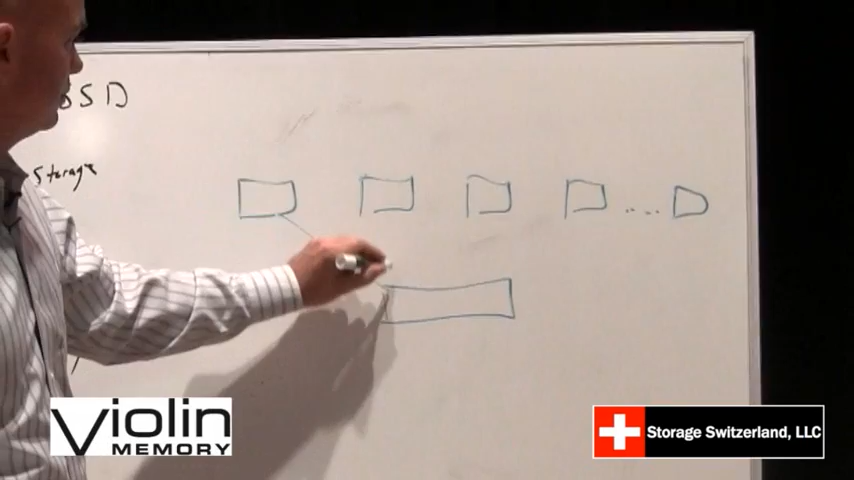 SSD
Storage
....
Violin
MEMORY
Storage Switzerland, LLC